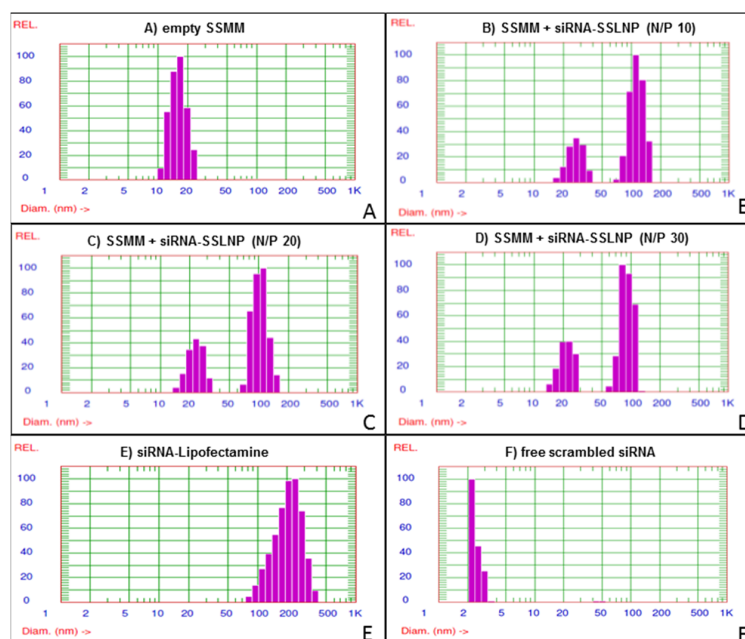 REL.
A) empty SSMM
100
80
60
40
20
0
1 2 5 10 20 50 100 200 500 1K
Diam. (nm) ->
A
REL.
B) SSMM + siRNA-SSLNP (N/P 10)
100
80
60
40
20
0
1 2 5 10 20 50 100 200 500 1K
Diam. (nm) ->
B
REL.
C) SSMM + siRNA-SSLNP (N/P 20)
100
80
60
40
20
0
1 2 5 10 20 50 100 200 500 1K
Diam. (nm) ->
C
REL.
D) SSMM + siRNA-SSLNP (N/P 30)
100
80
60
40
20
0
1 2 5 10 20 50 100 200 500 1K
Diam. (nm) ->
D
REL.
E) siRNA-Lipofectamine
100
80
60
40
20
0
1 2 5 10 20 50 100 200 500 1K
Diam. (nm) ->
E
REL.
F) free scrambled siRNA
100
80
60
40
20
0
1 2 5 10 20 50 100 200 500 1K
Diam. (nm) ->